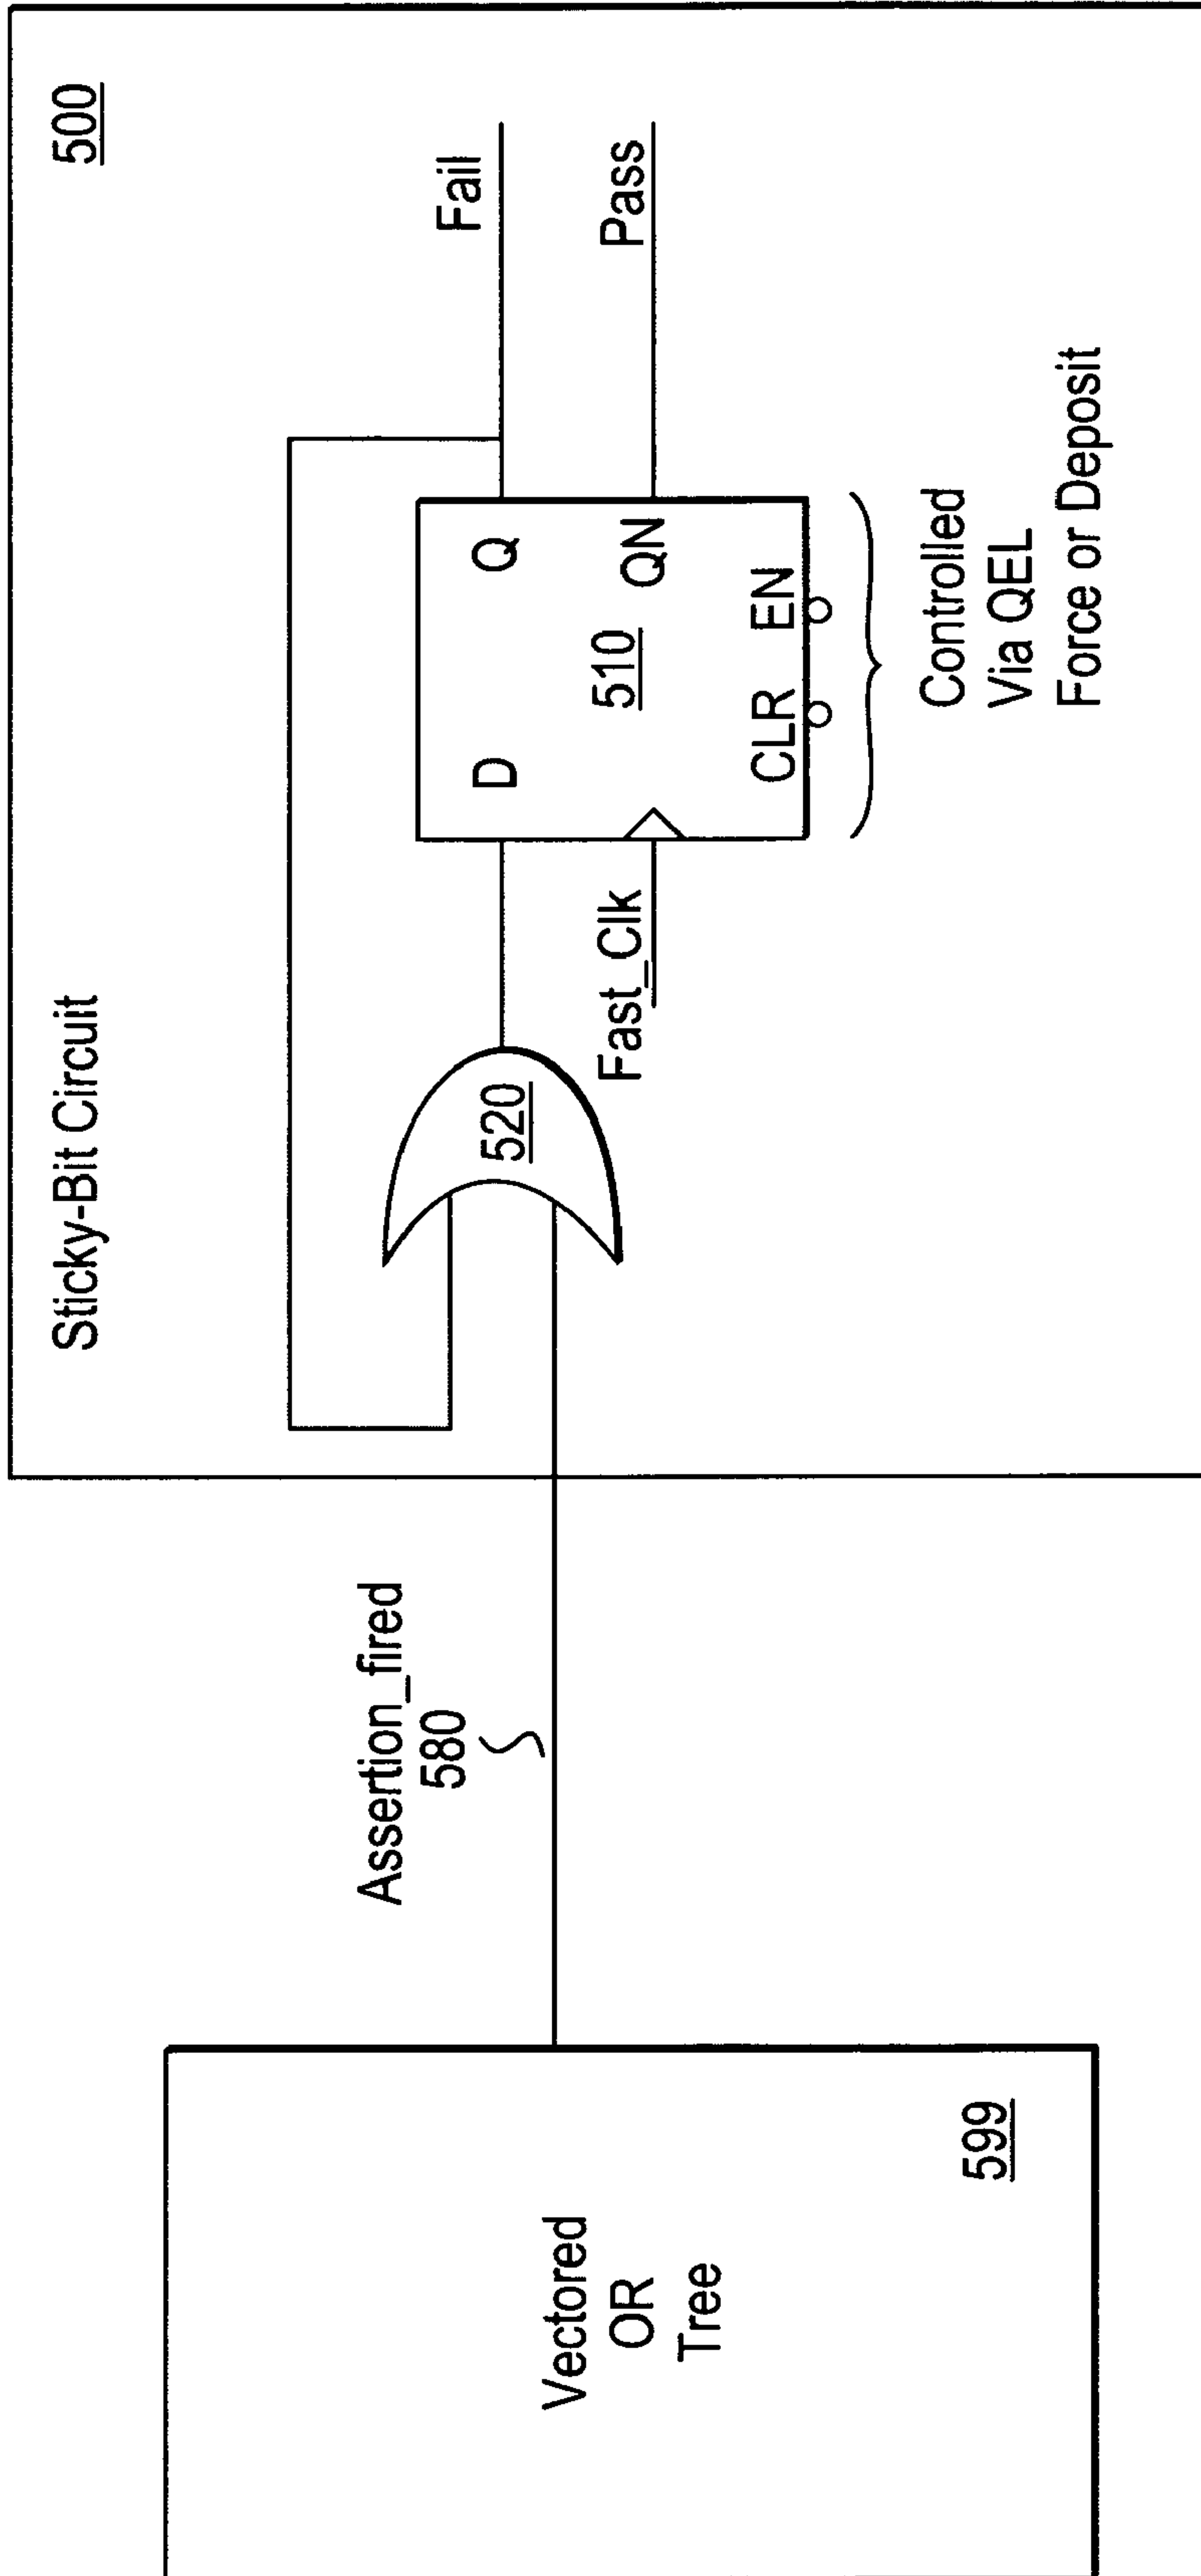 Vectored
OR
Tree
599
Assertion_fired
580
Sticky-Bit Circuit
500
520
Fast_Clk
D
Q
510
QN
CLR
EN
Fail
Pass
Controlled
Via QEL
Force or Deposit